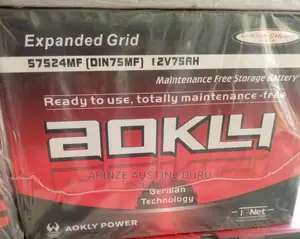 Expanded Grid
57524MF (DIN75MF) 12V75AH
Maintenance Free Storage Battery
Ready to use, totally maintenance-free
AOKLY
ARINZE AUSTINE DURU
German
Technology
AOKLY POWER